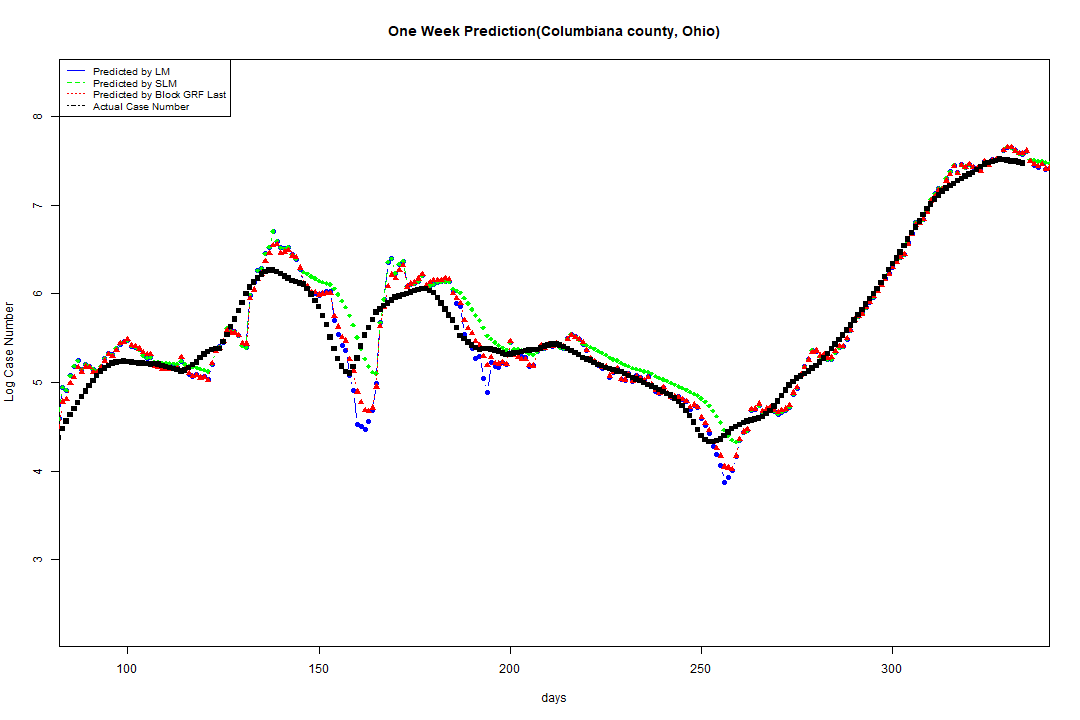 One Week Prediction(Columbiana county, Ohio)
Predicted by LM
Predicted by SLM
Predicted by Block GRF Last
Actual Case Number
8
7
6
5
4
3
Log Case Number
100 150 200 250 300
days